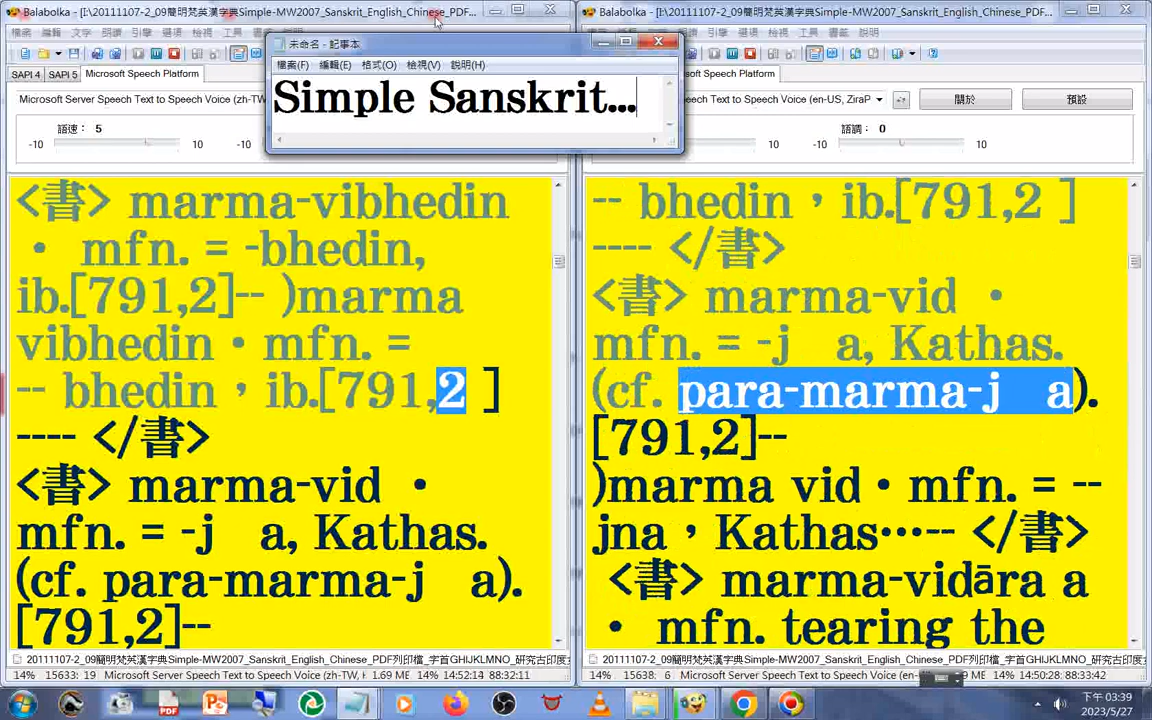 Balabolka - [I:\20111107-2_09簡明梵英漢字典Simple-MW2007_Sanskrit_English_Chinese_PDF...
Balabolka - [I:\20111107-2_09簡明梵英漢字典Simple-MW2007_Sanskrit_English_Chinese_PDF...
未命名 - 記事本
檔案(F) 編輯(E) 格式(O) 檢視(V) 說明(H)
Simple Sanskrit...
SAPI 4 SAPI 5 Microsoft Speech Platform
Microsoft Server Speech Text to Speech Voice (zh-TW
語速： 5
-10 10 -10
Speech Platform
eech Text to Speech Voice (en-US, ZiraP
關於 預設
語調： 0
10 -10 10
<書> marma-vibhedin
• mfn. = -bhedin,
ib.[791,2]-- )marma
vibhedin • mfn. =
-- bhedin，ib.[791,2 ]
---- </書>
<書> marma-vid •
mfn. = -j a, Kathas.
(cf. para-marma-j a).
[791,2]--
-- bhedin，ib.[791,2 ]
---- </書>
<書> marma-vid •
mfn. = -j a, Kathas.
(cf. para-marma-j a).
[791,2]--
)marma vid • mfn. = --
jna，Kathas…-- </書>
<書> marma-vidāra a
• mfn. tearing the
20111107-2_09簡明梵英漢字典Simple-MW2007_Sanskrit_English_Chinese_PDF列印檔_字首GHIJKLMNO_研究古印度
20111107-2_09簡明梵英漢字典Simple-MW2007_Sanskrit_English_Chinese_PDF列印檔_字首GHIJKLMNO_研究古印度
14% 15633: 19 Microsoft Server Speech Text to Speech Voice (zh-TW, H 1.69 ME 14% 14:52:14 88:32:11
14% 15638: 6 Microsoft Server Speech Text to Speech Voice (en-US, 14% 14:50:28 88:33:42
下午 03:39
2023/5/27